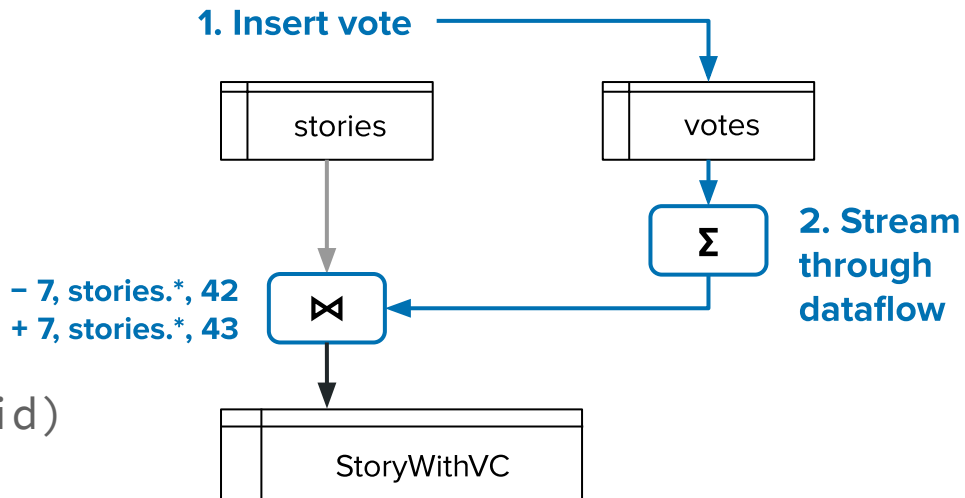 1. Insert vote
stories
votes
Σ
2. Stream
through
dataflow
− 7, stories.*, 42
+ 7, stories.*, 43
⋈
id)
StoryWithVC